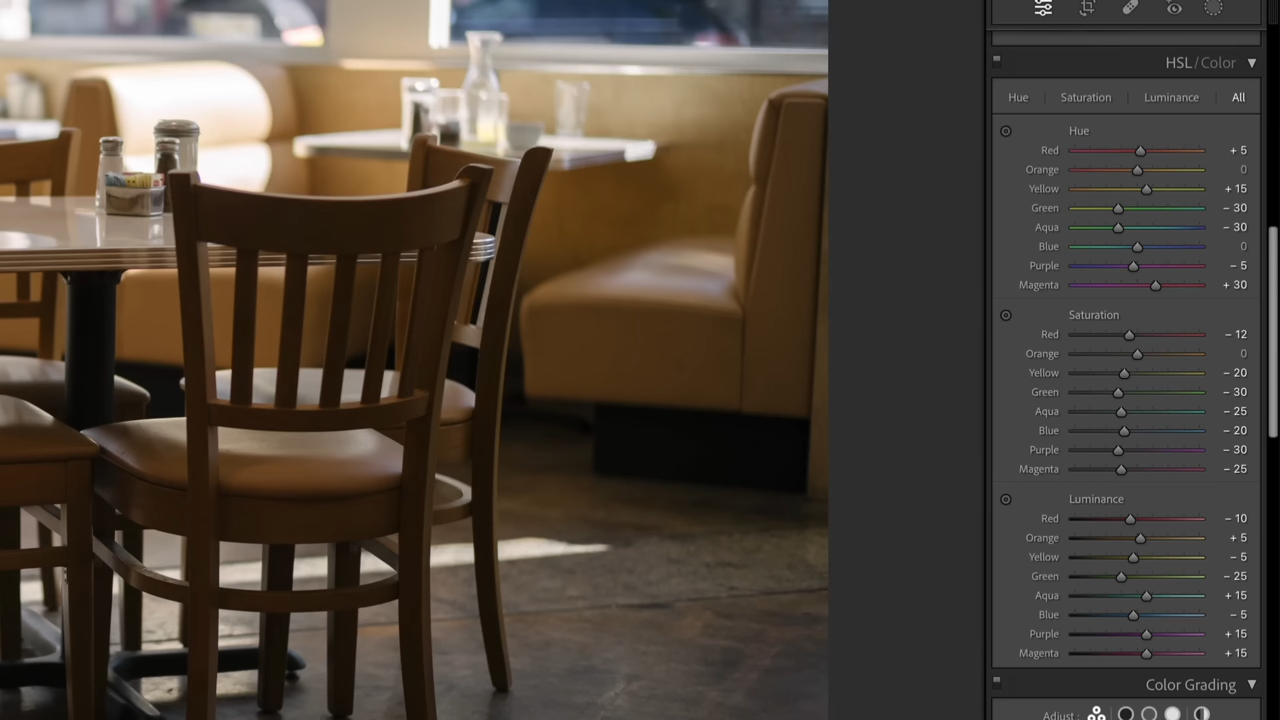 HSL / Color
Hue Saturation Luminance All
Hue
Red + 5
Orange 0
Yellow + 15
Green – 30
Aqua – 30
Blue 0
Purple – 5
Magenta + 30
Saturation
Red – 12
Orange 0
Yellow – 20
Green – 30
Aqua – 25
Blue – 20
Purple – 30
Magenta – 25
Luminance
Red – 10
Orange + 5
Yellow – 5
Green – 25
Aqua + 15
Blue – 5
Purple + 15
Magenta + 15
Color Grading
Adjust :